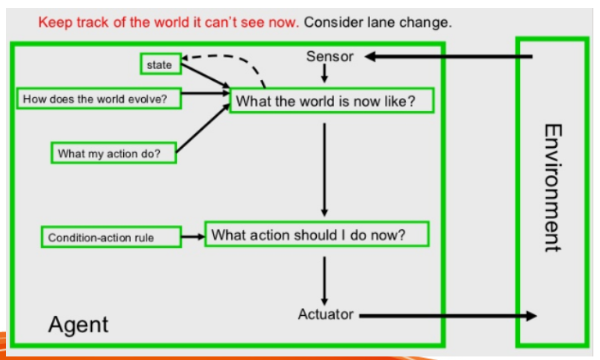 Keep track of the world it can't see now. Consider lane change.
Sensor
state
How does the world evolve?
What the world is now like?
What my action do?
Environment
Condition-action rule
What action should I do now?
Actuator
Agent